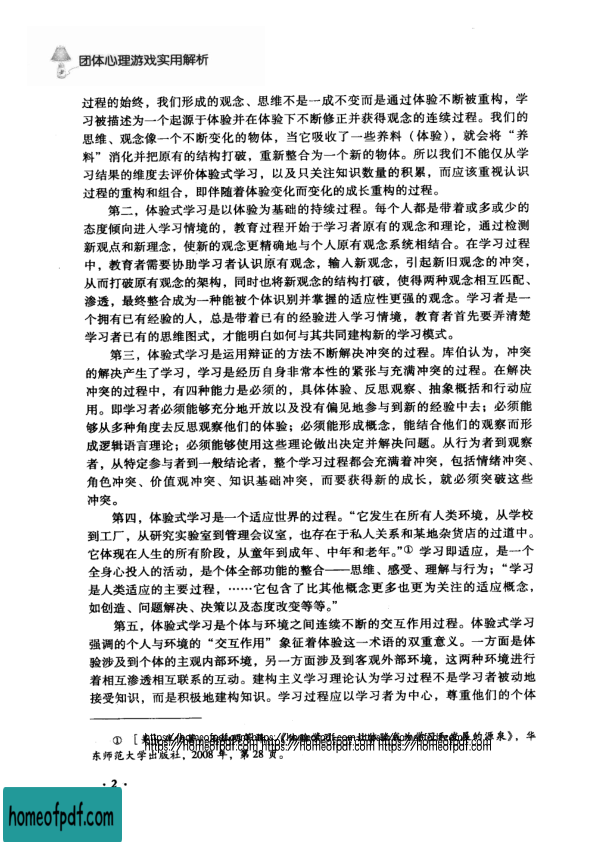 团体心理游戏实用解析
过程的始终，我们形成的观念、思维不是一成不变而是通过体验不断被重构，学
习被描述为一个起源于体验并在体验下不断修正并获得观念的连续过程。我们的
思维、观念像一个不断变化的物体，当它吸收了一些养料（体验），就会将“养
料”消化并把原有的结构打破，重新整合为一个新的物体。所以我们不能仅从学
习结果的维度去评价体验式学习，以及只关注知识数量的积累，而应该重视认识
过程的重构和组合，即伴随着体验变化而变化的成长重构的过程。
第二，体验式学习是以体验为基础的持续过程。每个人都是带着或多或少的
态度倾向进入学习情境的，教育过程开始于学习者原有的观念和理论，通过检测
新观点和新理念，使新的观念更精确地与个人原有观念系统相结合。在学习过程
中，教育者需要协助学习者认识原有观念，输入新观念，引起新旧观念的冲突，
从而打破原有观念的架构，同时也将新观念的结构打破，使得两种观念相互匹配、
渗透，最终整合成为一种能被个体识别并掌握的适应性更强的观念。学习者是一
个拥有已有经验的人，总是带着已有的经验进入学习情境，教育者首先要弄清楚
学习者已有的思维图式，才能明白如何与其共同建构新的学习模式。
第三，体验式学习是运用辩证的方法不断解决冲突的过程。库伯认为，冲突
的解决产生了学习，学习是经历自身非常本性的紧张与充满冲突的过程。在解决
冲突的过程中，有四种能力是必须的，具体体验、反思观察、抽象概括和行动应
用。即学习者必须能够充分地开放以及没有偏见地参与到新的经验中去；必须能
够从多种角度去反思观察他们的体验；必须能形成概念，能结合他们的观察而形
成逻辑语言理论；必须能够使用这些理论做出决定并解决问题。从行为者到观察
者，从特定参与者到一般结论者，整个学习过程都会充满着冲突，包括情绪冲突、
角色冲突、价值观冲突、知识基础冲突，而要获得新的成长，就必须突破这些
冲突。
第四，体验式学习是一个适应世界的过程。“它发生在所有人类环境，从学校
到工厂，从研究实验室到管理会议室，也存在于私人关系和某地杂货店的过道中。
它体现在人生的所有阶段，从童年到成年、中年和老年。”① 学习即适应，是一个
全身心投入的活动，是个体全部功能的整合——思维、感受、理解与行为；“学习
是人类适应的主要过程，……它包含了比其他概念更多也更为关注的适应概念，
如创造、问题解决、决策以及态度改变等等。”
第五，体验式学习是个体与环境之间连续不断的交互作用过程。体验式学习
强调的个人与环境的“交互作用”象征着体验这一术语的双重意义。一方面是体
验涉及到个体的主观内部环境，另一方面涉及到客观外部环境，这两种环境进行
着相互渗透相互联系的互动。建构主义学习理论认为学习过程不是学习者被动地
接受知识，而是积极地建构知识。学习过程应以学习者为中心，尊重他们的个体
① [ 的源泉》，华
https://homeofpdf.com https://homeofpdf.com https://homeofpdf.com
https://homeofpdf.com https://homeofpdf.com https://homeofpdf.com
东师范大学出版社，2008 年，第 28 页。
· 2 ·
homeofpdf.com